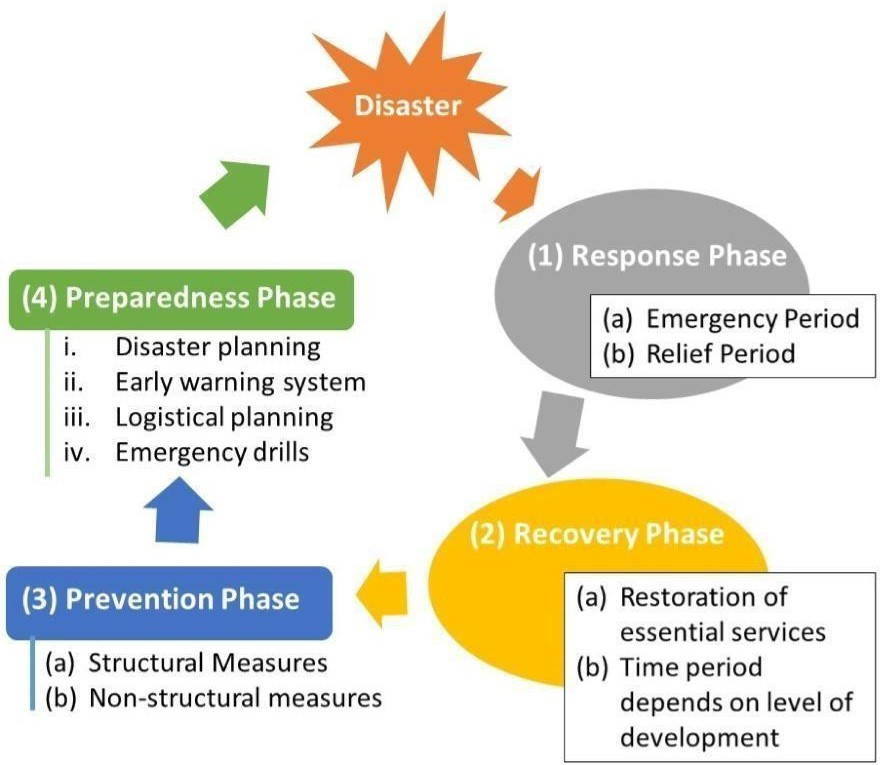 Disaster
(1) Response Phase
(a) Emergency Period
(b) Relief Period
(2) Recovery Phase
(a) Restoration of
essential services
(b) Time period
depends on level of
development
(3) Prevention Phase
(a) Structural Measures
(b) Non-structural measures
(4) Preparedness Phase
i. Disaster planning
ii. Early warning system
iii. Logistical planning
iv. Emergency drills